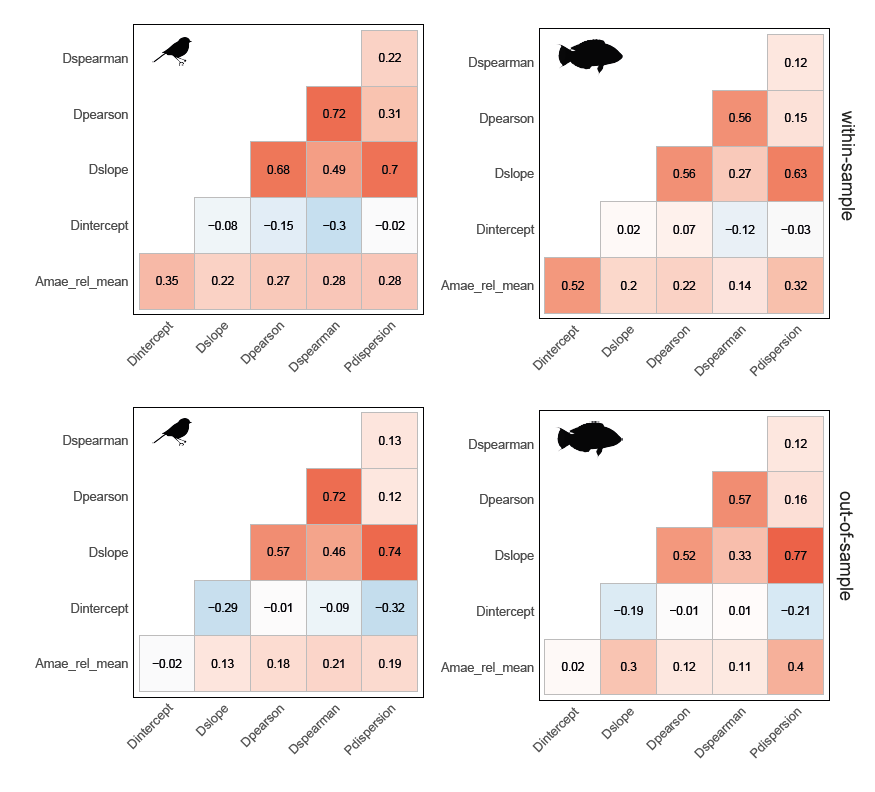 Dspearman 0.22
Dpearson 0.72 0.31
Dslope 0.68 0.49 0.7
Dintercept −0.08 −0.15 −0.3 −0.02
Amae_rel_mean 0.35 0.22 0.27 0.28 0.28
Dintercept Dslope Dpearson Dspearman Pdispersion
Dspearman 0.12
Dpearson 0.56 0.15
Dslope 0.56 0.27 0.63
Dintercept 0.02 0.07 −0.12 −0.03
Amae_rel_mean 0.52 0.2 0.22 0.14 0.32
Dintercept Dslope Dpearson Dspearman Pdispersion
within-sample
Dspearman 0.13
Dpearson 0.72 0.12
Dslope 0.57 0.46 0.74
Dintercept −0.29 −0.01 −0.09 −0.32
Amae_rel_mean −0.02 0.13 0.18 0.21 0.19
Dintercept Dslope Dpearson Dspearman Pdispersion
Dspearman 0.12
Dpearson 0.57 0.16
Dslope 0.52 0.33 0.77
Dintercept −0.19 −0.01 0.01 −0.21
Amae_rel_mean 0.02 0.3 0.12 0.11 0.4
Dintercept Dslope Dpearson Dspearman Pdispersion
out-of-sample